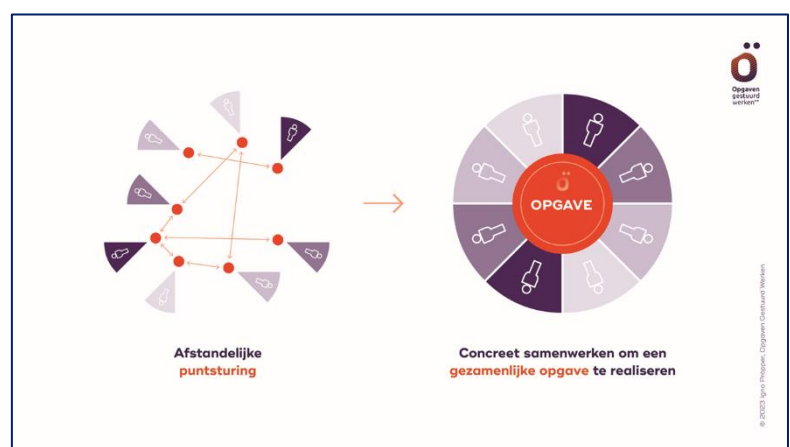 Opgaven
gestuurd
werken
OPGAVE
Afstandelijke
puntsturing
Concreet samenwerken om een
gezamenlijke opgave te realiseren
© 2023 Igno Pröpper, Opgaven Gestuurd Werken